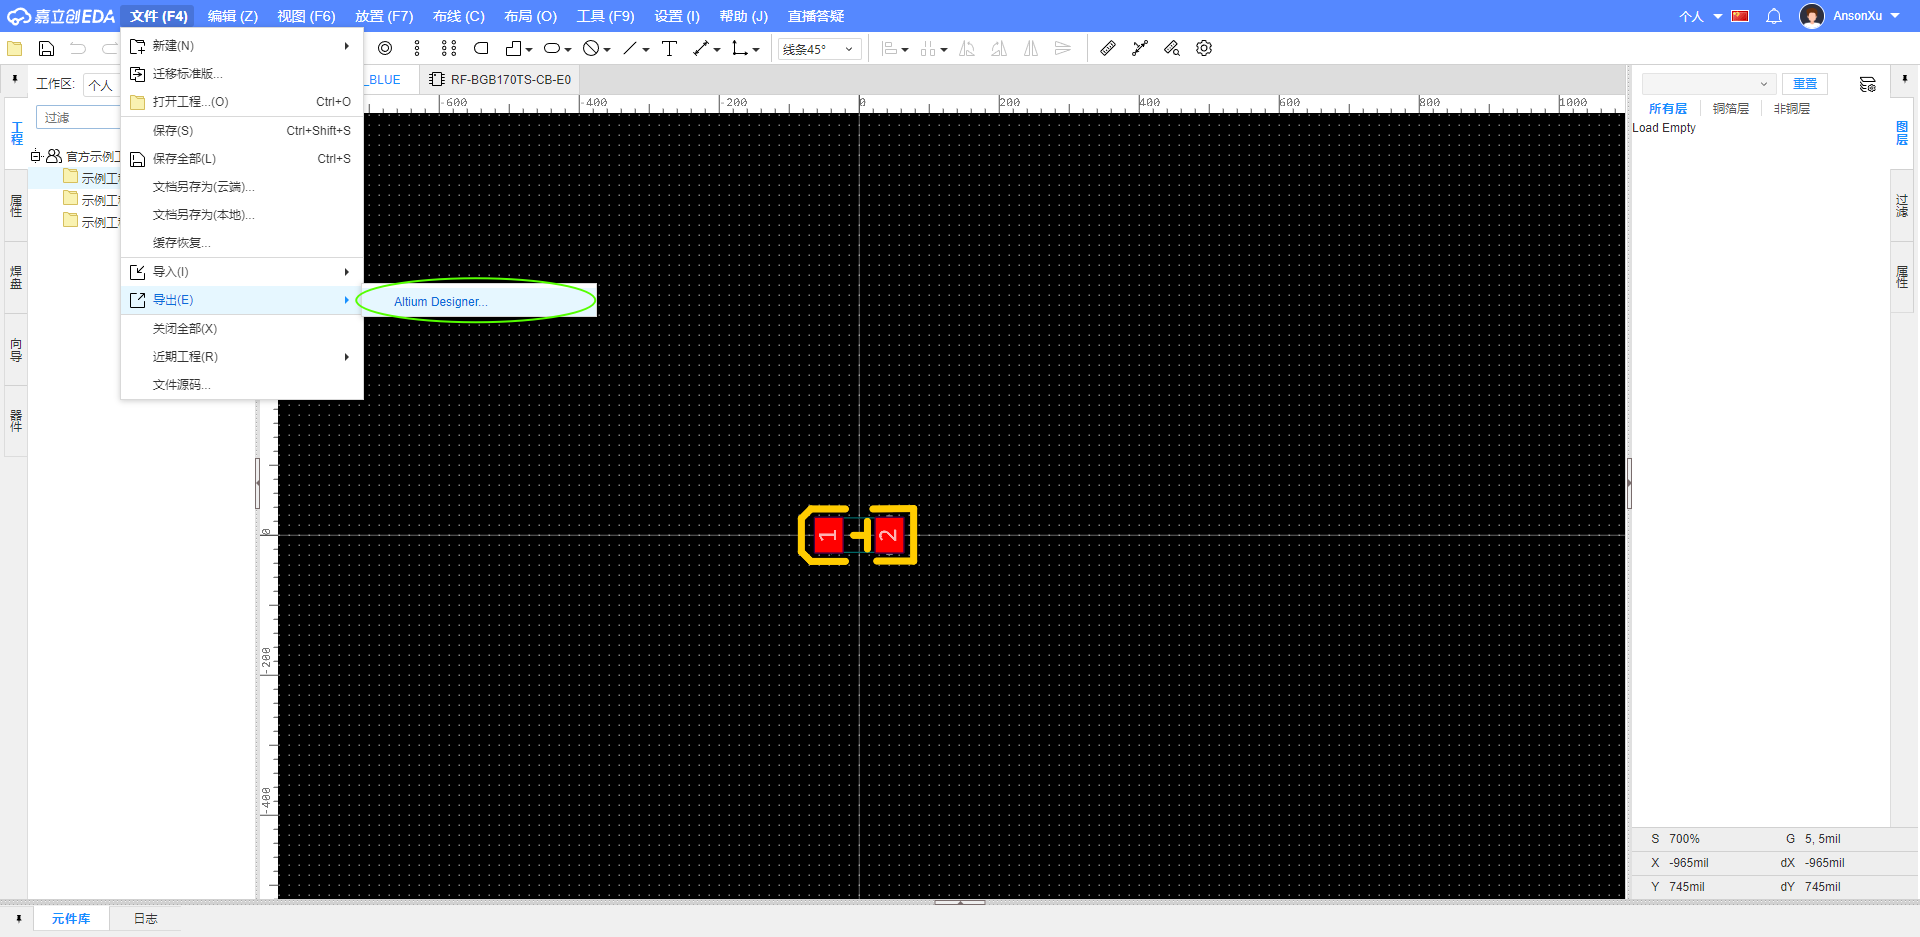 嘉立创EDA 文件 (F4) 编辑 (Z) 视图 (F6) 放置 (F7) 布线 (C) 布局 (O) 工具 (F9) 设置 (I) 帮助 (J) 直播答疑 个人 AnsonXu
新建(N)
迁移标准版...
打开工程...(O) Ctrl+O
保存(S) Ctrl+Shift+S
保存全部(L) Ctrl+S
文档另存为(云端)...
文档另存为(本地)...
缓存恢复...
导入(I)
导出(E)
Altium Designer...
关闭全部(X)
近期工程(R)
文件源码...
线条45°
工作区: 个人
过滤
官方示例工
示例工
示例工
示例工
工程
属性
焊盘
向导
器件
_BLUE RF-BGB170TS-CB-E0
-600 -400 -200 0 200 400 600 800 1000
0
-200
-400
1 2
重置
所有层 铜箔层 非铜层
Load Empty
图层
过滤
属性
S 700% G 5, 5mil
X -965mil dX -965mil
Y 745mil dY 745mil
元件库 日志